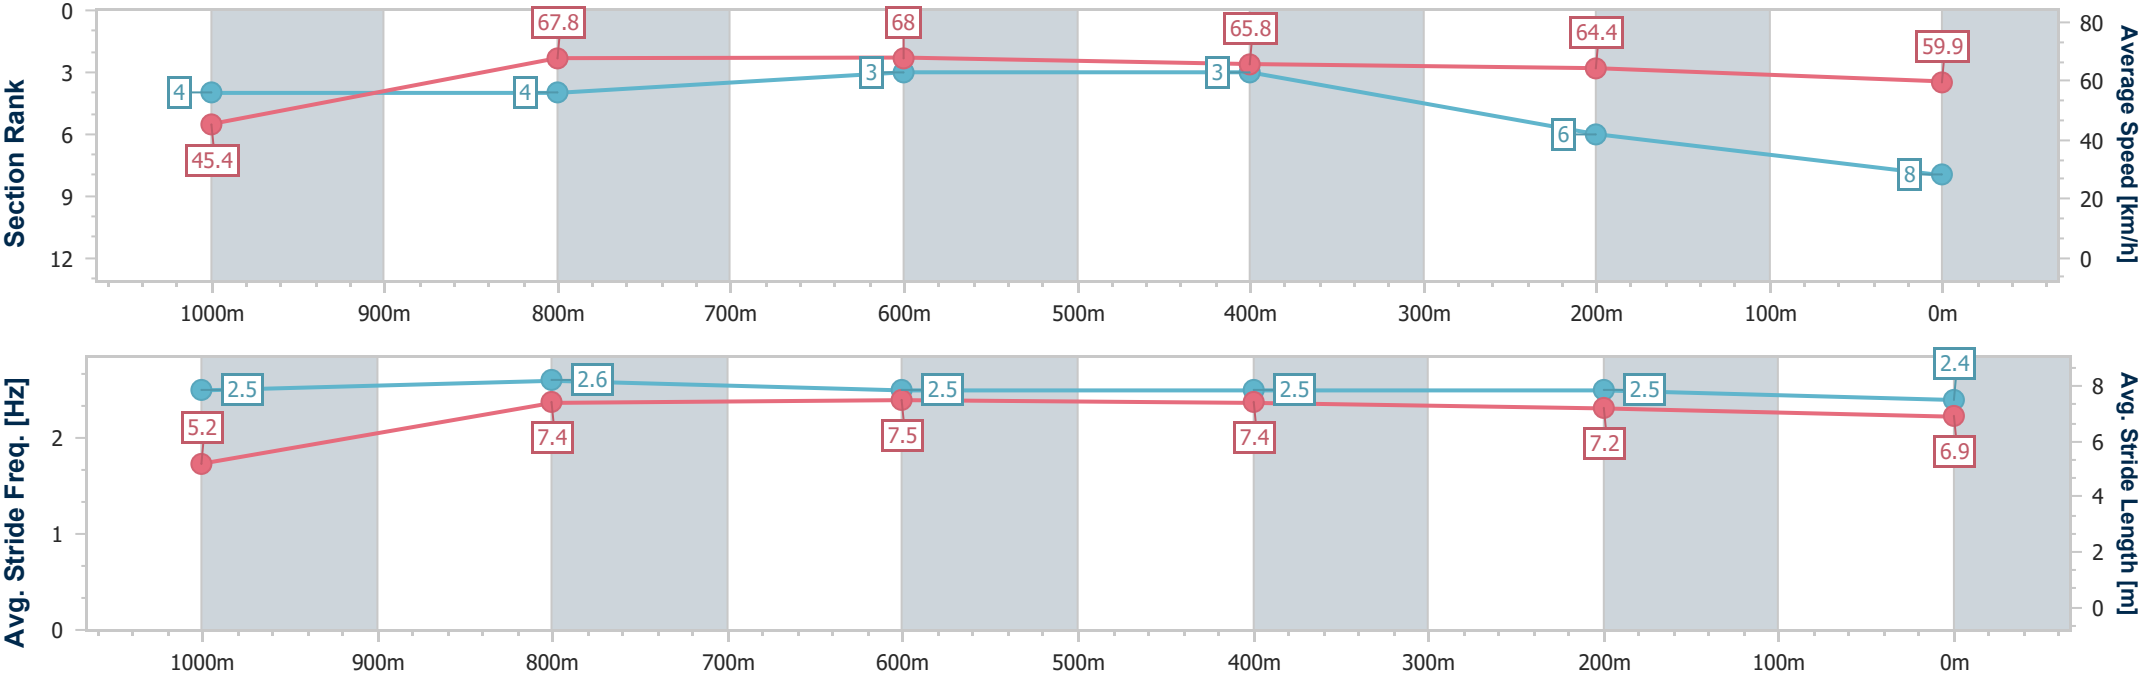 Section Rank
Average Speed [km/h]
0
3
6
9
12
80
60
40
20
0
67.8
68
65.8
64.4
59.9
45.4
4
4
3
3
6
8
1000m
900m
800m
700m
600m
500m
400m
300m
200m
100m
0m
Avg. Stride Freq. [Hz]
Avg. Stride Length [m]
2
1
0
8
6
4
2
0
2.5
2.6
2.5
2.5
2.5
2.4
5.2
7.4
7.5
7.4
7.2
6.9
1000m
900m
800m
700m
600m
500m
400m
300m
200m
100m
0m